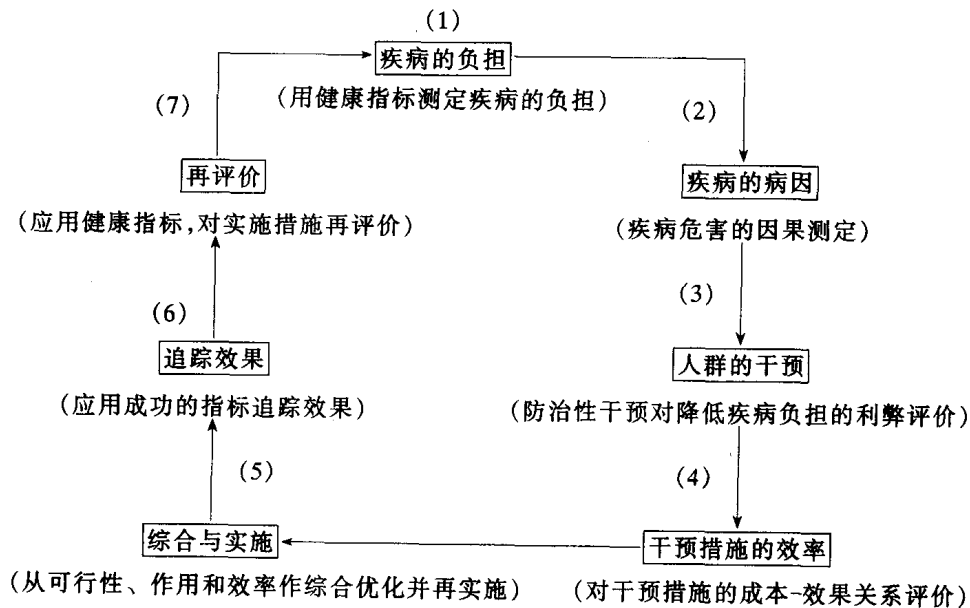 (1)
疾病的负担
(用健康指标测定疾病的负担)
(2)
疾病的病因
(疾病危害的因果测定)
(3)
人群的干预
(防治性干预对降低疾病负担的利弊评价)
(4)
干预措施的效率
(对干预措施的成本-效果关系评价)
综合与实施
(从可行性、作用和效率作综合优化并再实施)
(5)
追踪效果
(应用成功的指标追踪效果)
(6)
再评价
(应用健康指标,对实施措施再评价)
(7)